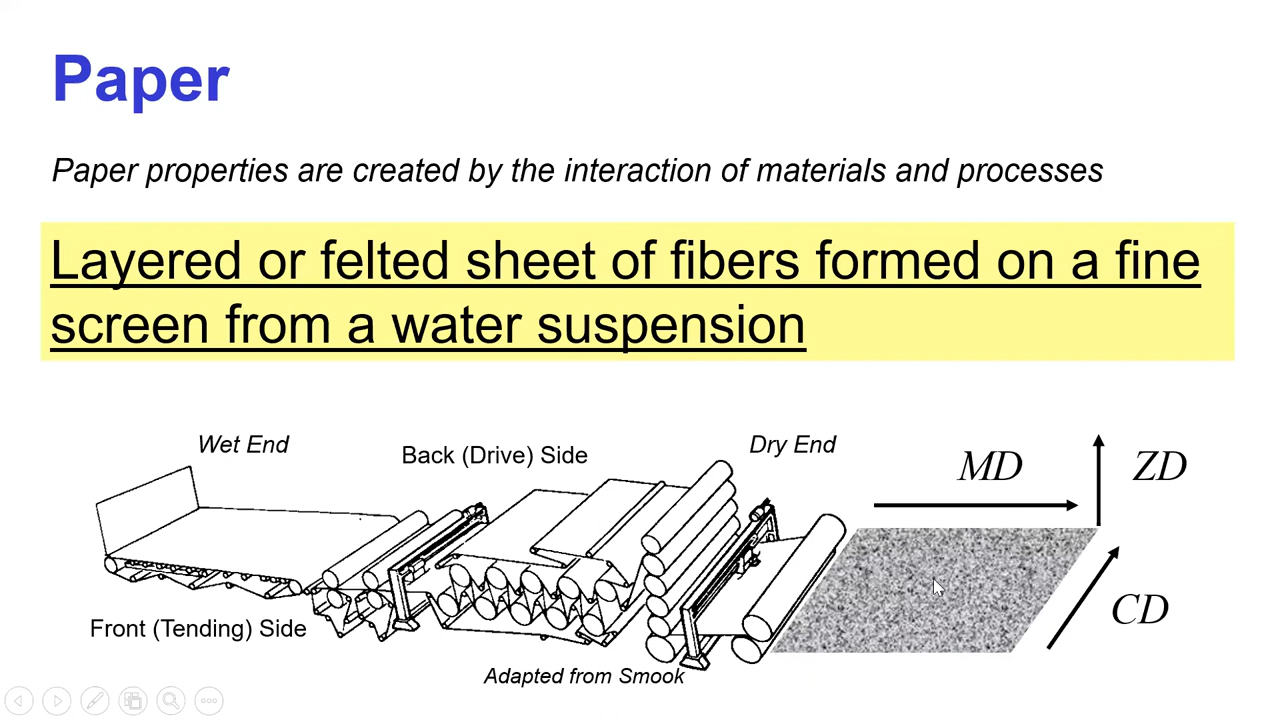 Paper
Paper properties are created by the interaction of materials and processes
Layered or felted sheet of fibers formed on a fine
screen from a water suspension
Wet End
Back (Drive) Side
Dry End
MD
ZD
CD
Front (Tending) Side
Adapted from Smook